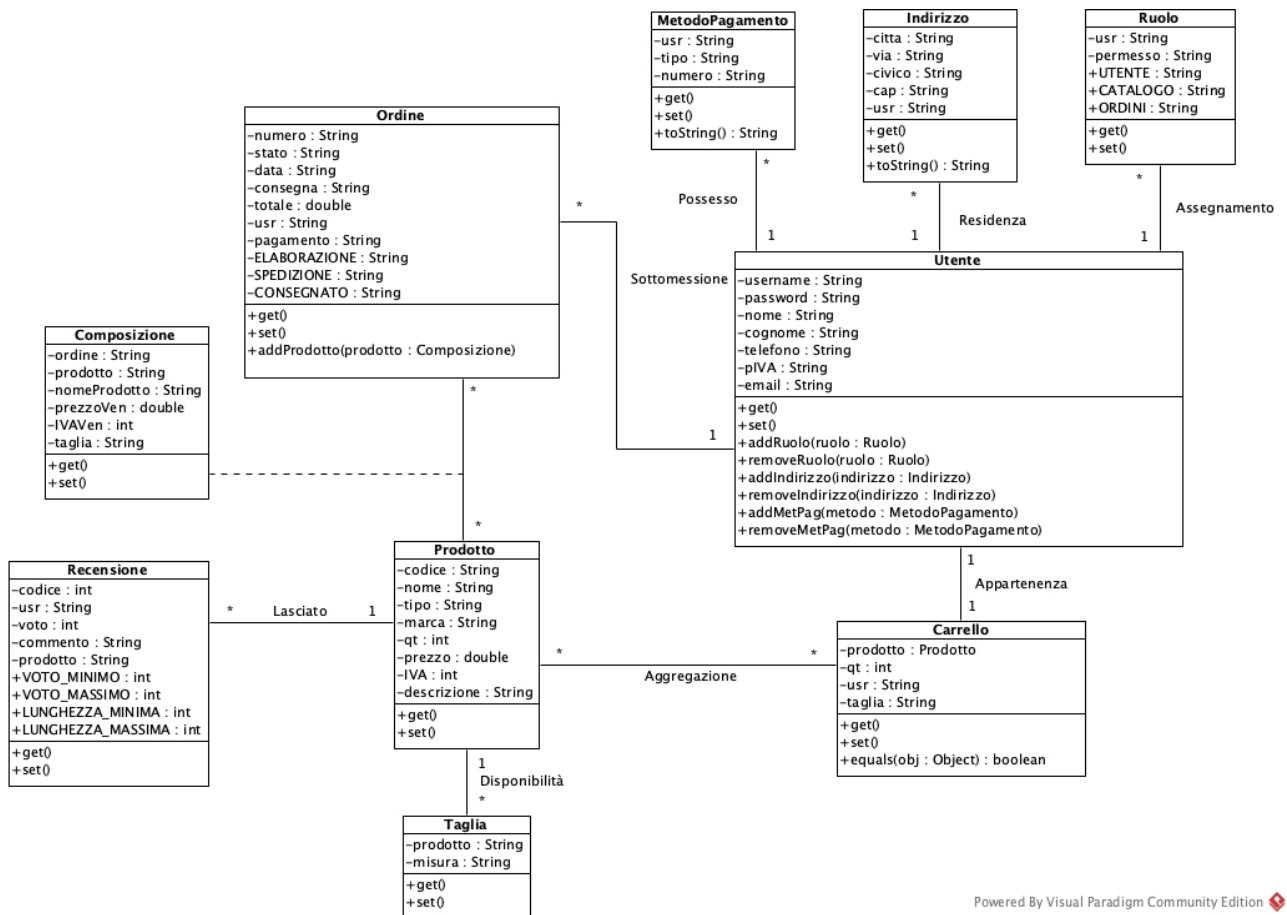 MetodoPagamento
-usr : String
-tipo : String
-numero : String
+get()
+set()
+toString() : String
Indirizzo
-citta : String
-via : String
-civico : String
-cap : String
-usr : String
+get()
+set()
+toString() : String
Ruolo
-usr : String
-permesso : String
+UTENTE : String
+CATALOGO : String
+ORDINI : String
+get()
+set()
*
Possesso
1
*
Residenza
1
*
Assegnamento
1
Ordine
-numero : String
-stato : String
-data : String
-consegna : String
-totale : double
-usr : String
-pagamento : String
-ELABORAZIONE : String
-SPEDIZIONE : String
-CONSEGNATO : String
+get()
+set()
+addProdotto(prodotto : Composizione)
*
Sottomessione
1
Utente
-username : String
-password : String
-nome : String
-cognome : String
-telefono : String
-pIVA : String
-email : String
+get()
+set()
+addRuolo(ruolo : Ruolo)
+removeRuolo(ruolo : Ruolo)
+addIndirizzo(indirizzo : Indirizzo)
+removeIndirizzo(indirizzo : Indirizzo)
+addMetPag(metodo : MetodoPagamento)
+removeMetPag(metodo : MetodoPagamento)
Composizione
-ordine : String
-prodotto : String
-nomeProdotto : String
-prezzoVen : double
-IVAVen : int
-taglia : String
+get()
+set()
*
*
Prodotto
-codice : String
-nome : String
-tipo : String
-marca : String
-qt : int
-prezzo : double
-IVA : int
-descrizione : String
+get()
+set()
Recensione
-codice : int
-usr : String
-voto : int
-commento : String
-prodotto : String
+VOTO_MINIMO : int
+VOTO_MASSIMO : int
+LUNGHEZZA_MINIMA : int
+LUNGHEZZA_MASSIMA : int
+get()
+set()
*
Lasciato
1
1
Appartenenza
1
Carrello
-prodotto : Prodotto
-qt : int
-usr : String
-taglia : String
+get()
+set()
+equals(obj : Object) : boolean
*
Aggregazione
*
1
Disponibilità
*
Taglia
-prodotto : String
-misura : String
+get()
+set()
Powered By Visual Paradigm Community Edition